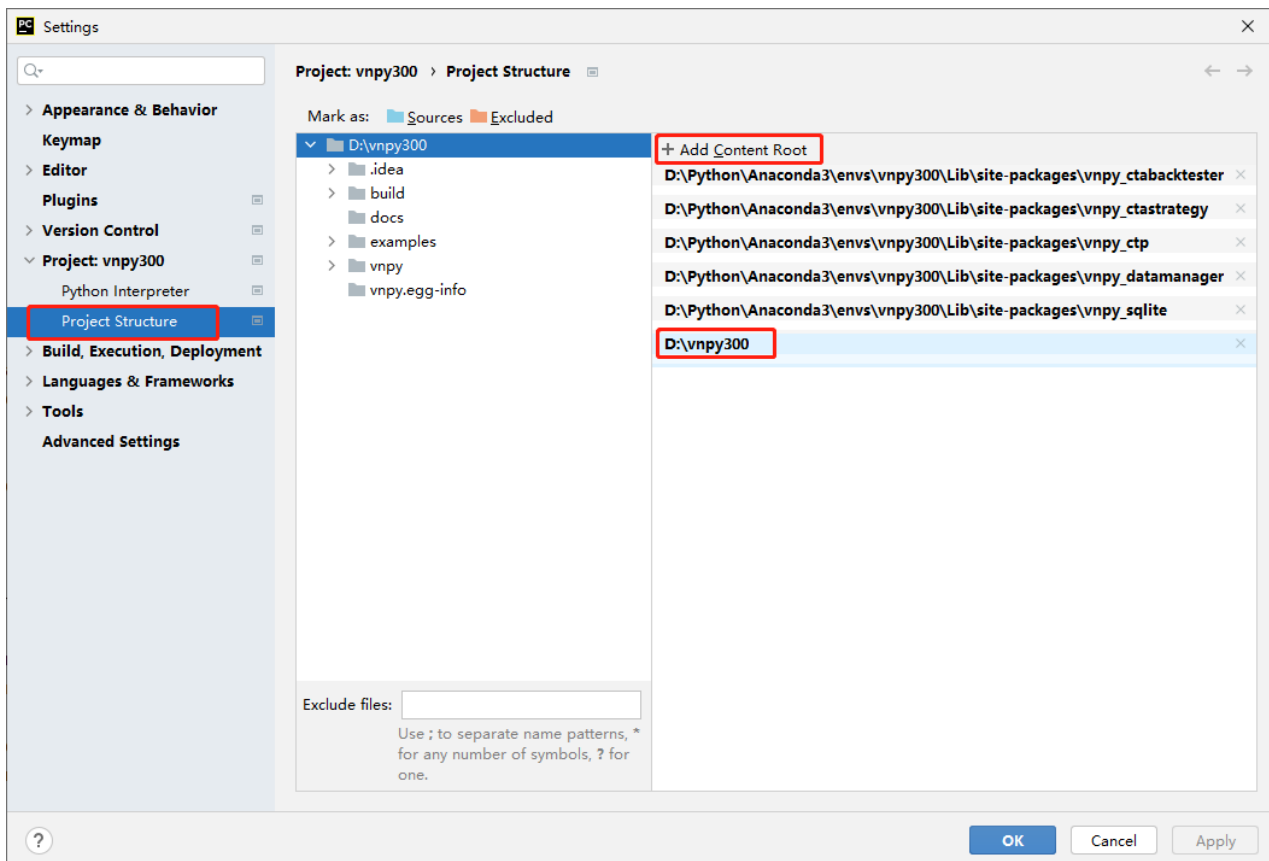 PC Settings
Project: vnpy300 › Project Structure
Appearance & Behavior
Keymap
Editor
Plugins
Version Control
Project: vnpy300
Python Interpreter
Project Structure
Build, Execution, Deployment
Languages & Frameworks
Tools
Advanced Settings
Mark as: Sources Excluded
D:\vnpy300
.idea
build
docs
examples
vnpy
vnpy.egg-info
Exclude files:
Use ; to separate name patterns, *
for any number of symbols, ? for
one.
+ Add Content Root
D:\Python\Anaconda3\envs\vnpy300\Lib\site-packages\vnpy_ctabacktester
D:\Python\Anaconda3\envs\vnpy300\Lib\site-packages\vnpy_ctastrategy
D:\Python\Anaconda3\envs\vnpy300\Lib\site-packages\vnpy_ctp
D:\Python\Anaconda3\envs\vnpy300\Lib\site-packages\vnpy_datamanager
D:\Python\Anaconda3\envs\vnpy300\Lib\site-packages\vnpy_sqlite
D:\vnpy300
?
OK
Cancel
Apply